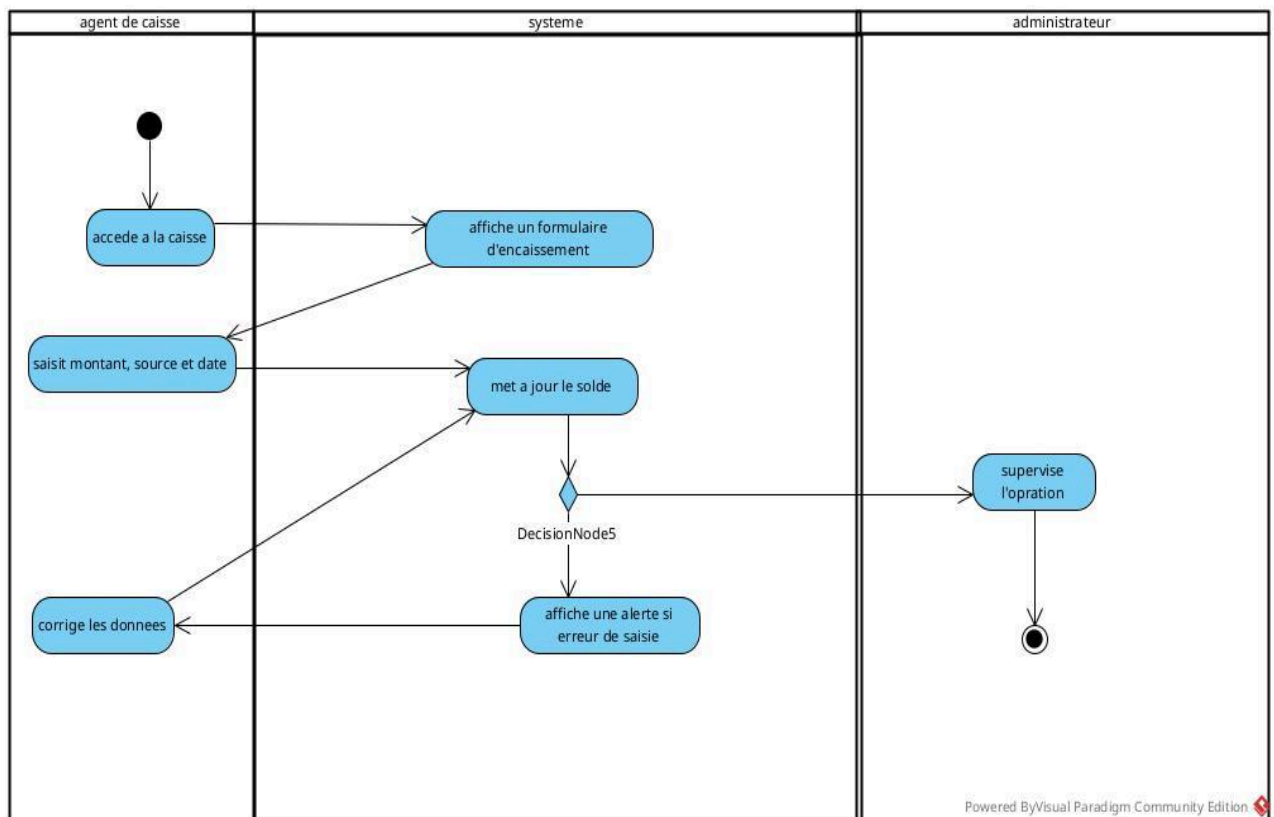 agent de caisse
systeme
administrateur
accede a la caisse
affiche un formulaire
d'encaissement
saisit montant, source et date
met a jour le solde
supervise
l'opration
DecisionNode5
corrige les donnees
affiche une alerte si
erreur de saisie
Powered ByVisual Paradigm Community Edition